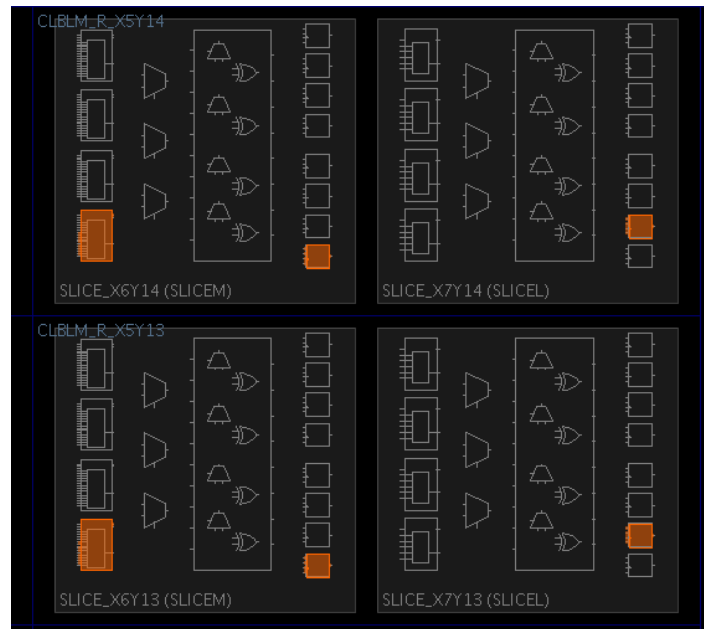 CLBLM_R_X5Y14
SLICE_X6Y14 (SLICEM)
SLICE_X7Y14 (SLICEL)
CLBLM_R_X5Y13
SLICE_X6Y13 (SLICEM)
SLICE_X7Y13 (SLICEL)